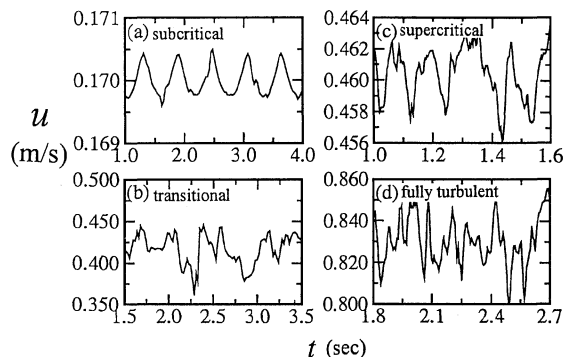 (a) subcritical
0.171
0.170
0.169
1.0 2.0 3.0 4.0
(c) supercritical
0.464
0.462
0.460
0.458
0.456
1.0 1.2 1.4 1.6
u
(m/s)
(b) transitional
0.500
0.450
0.400
0.350
1.5 2.0 2.5 3.0 3.5
(d) fully turbulent
0.860
0.840
0.820
0.800
1.8 2.1 2.4 2.7
t (sec)